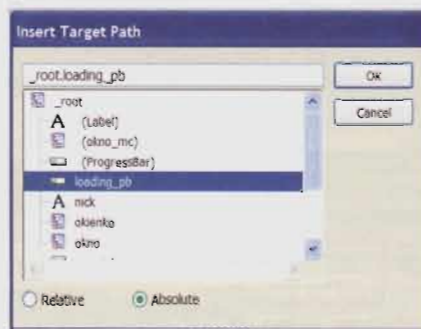 Insert Target Path
_root.loading_pb
OK
_root
Cancel
(Label)
(okno_mc)
(ProgressBar)
loading_pb
nick
okienko
okno
Relative
Absolute